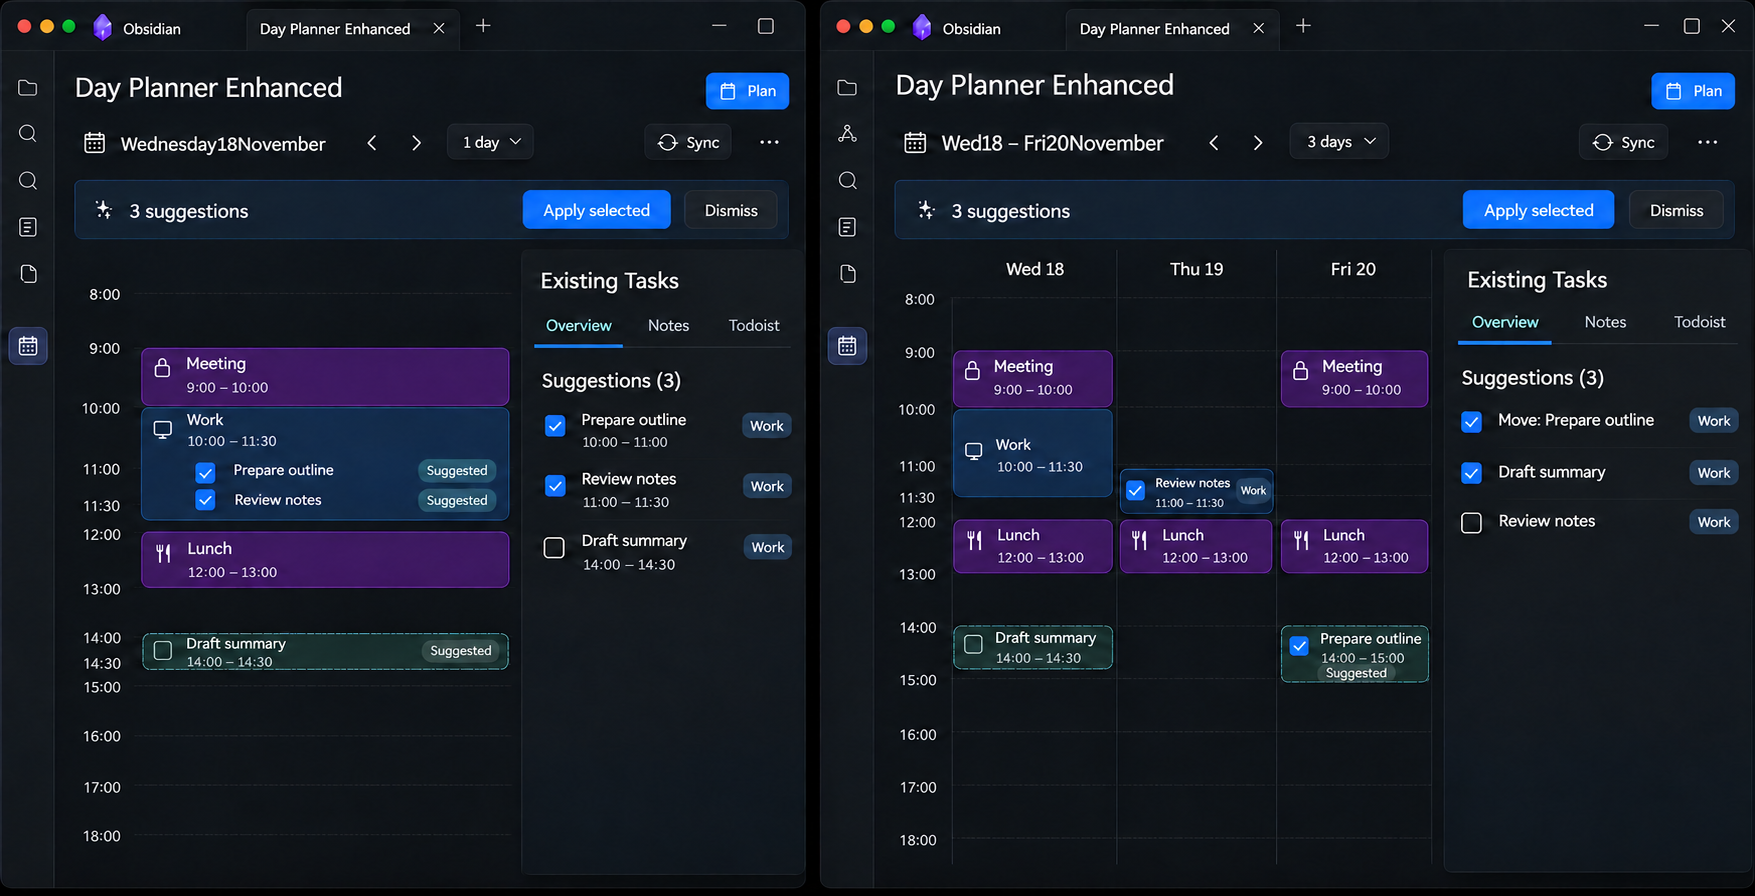 Obsidian
Day Planner Enhanced
Day Planner Enhanced
Plan
Wednesday18November
1 day
Sync
3 suggestions
Apply selected
Dismiss
8:00
9:00
Meeting
9:00 – 10:00
10:00
Work
10:00 – 11:30
11:00
Prepare outline
Suggested
11:30
Review notes
Suggested
12:00
Lunch
12:00 – 13:00
13:00
14:00
Draft summary
14:00 – 14:30
Suggested
14:30
15:00
16:00
17:00
18:00
Existing Tasks
Overview
Notes
Todoist
Suggestions (3)
Prepare outline
10:00 – 11:00
Work
Review notes
11:00 – 11:30
Work
Draft summary
14:00 – 14:30
Work
Obsidian
Day Planner Enhanced
Day Planner Enhanced
Plan
Wed18 – Fri20November
3 days
Sync
3 suggestions
Apply selected
Dismiss
Wed 18
Thu 19
Fri 20
8:00
9:00
10:00
11:00
11:30
12:00
13:00
14:00
15:00
16:00
17:00
18:00
Meeting
9:00 – 10:00
Work
10:00 – 11:30
Lunch
12:00 – 13:00
Draft summary
14:00 – 14:30
Review notes
11:00 – 11:30
Work
Lunch
12:00 – 13:00
Meeting
9:00 – 10:00
Lunch
12:00 – 13:00
Prepare outline
14:00 – 15:00
Suggested
Existing Tasks
Overview
Notes
Todoist
Suggestions (3)
Move: Prepare outline
Work
Draft summary
Work
Review notes
Work